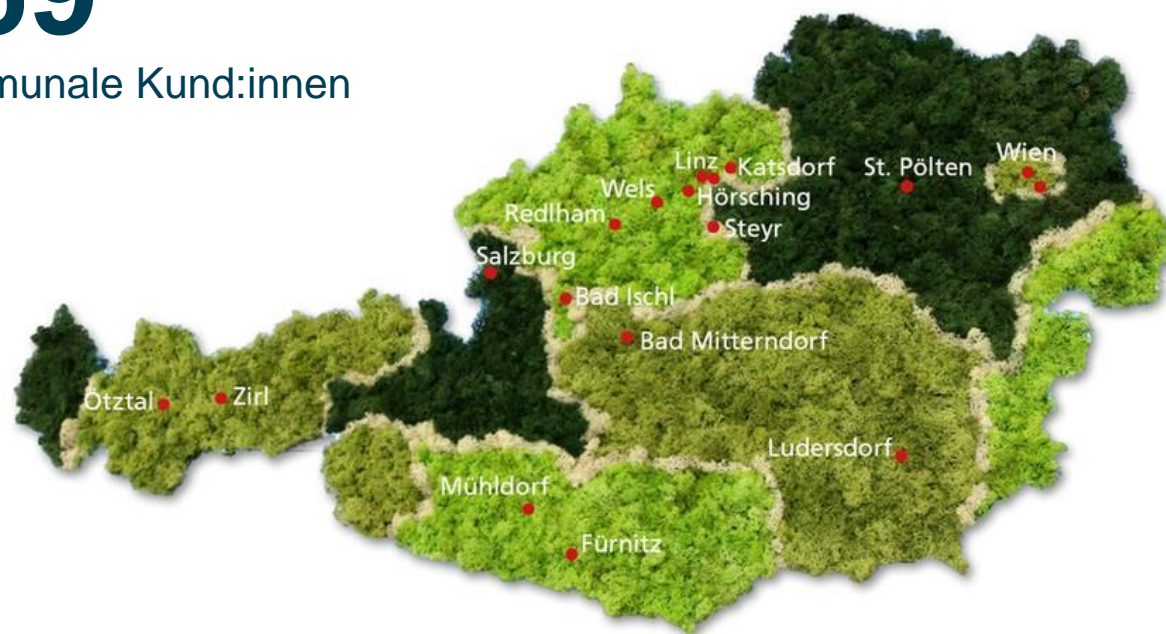 munale Kund:innen
Wien
Linz
Katsdorf
St. Pölten
Wels
Hörsching
Redlham
Steyr
Salzburg
Bad Ischl
Bad Mitterndorf
Ötztal
Zirl
Ludersdorf
Mühldorf
Fürnitz